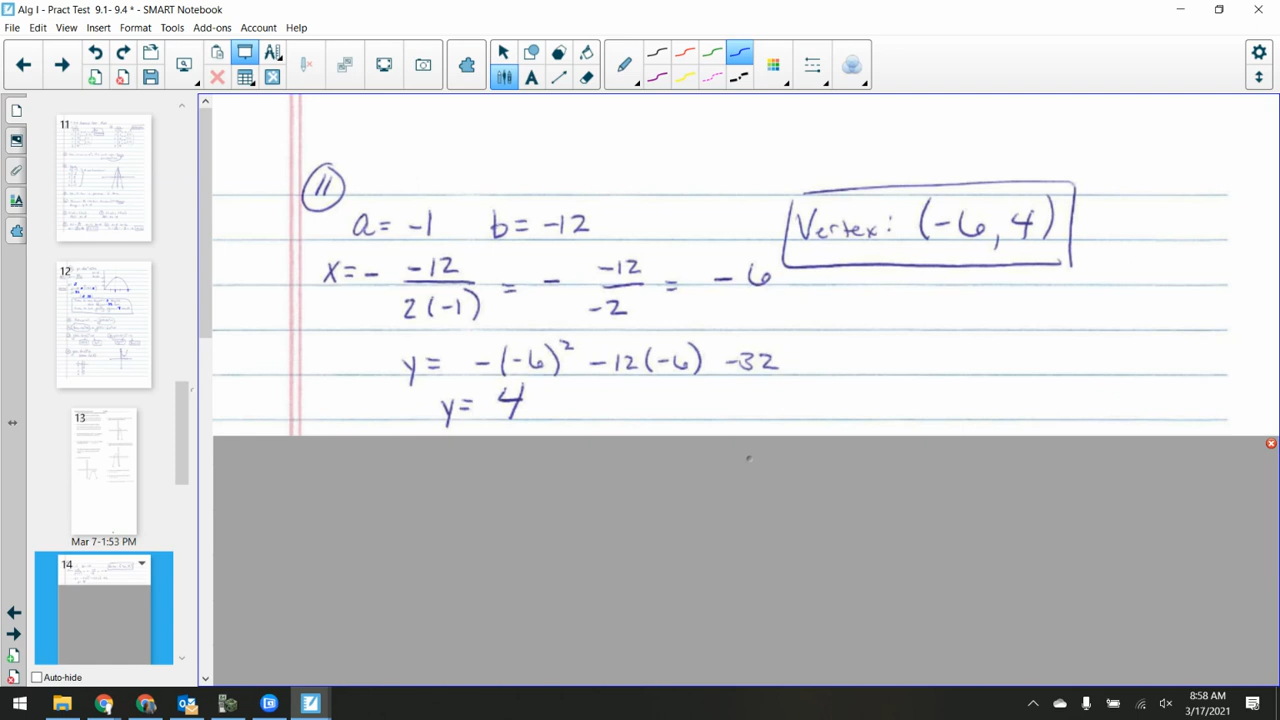 Alg I - Pract Test 9.1- 9.4 * - SMART Notebook
File Edit View Insert Format Tools Add-ons Account Help
11
12
13
Mar 7-1:53 PM
14
Auto-hide
11
a = -1 b = -12
Vertex: (-6, 4)
x = - -12 / 2(-1) = - -12 / -2 = -6
y = -(-6)² -12(-6) -32
y = 4
8:58 AM
3/17/2021